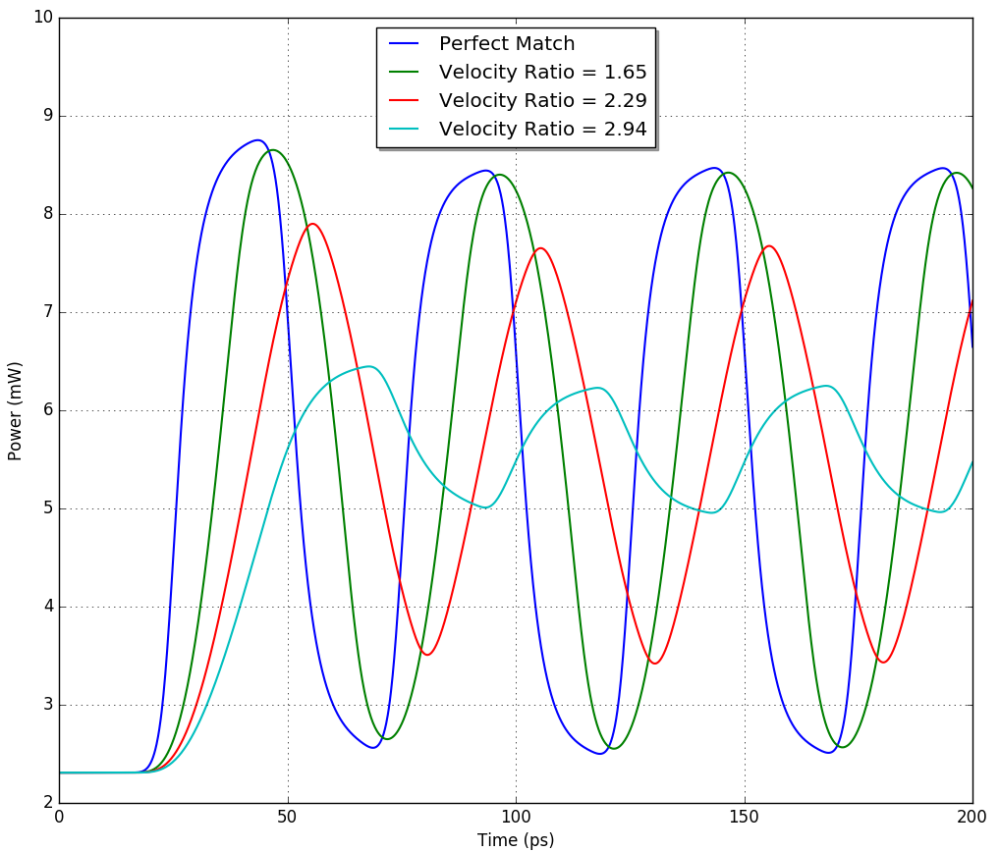 10
9
8
7
6
5
4
3
2
Power (mW)
Perfect Match
Velocity Ratio = 1.65
Velocity Ratio = 2.29
Velocity Ratio = 2.94
0
50
100
150
200
Time (ps)